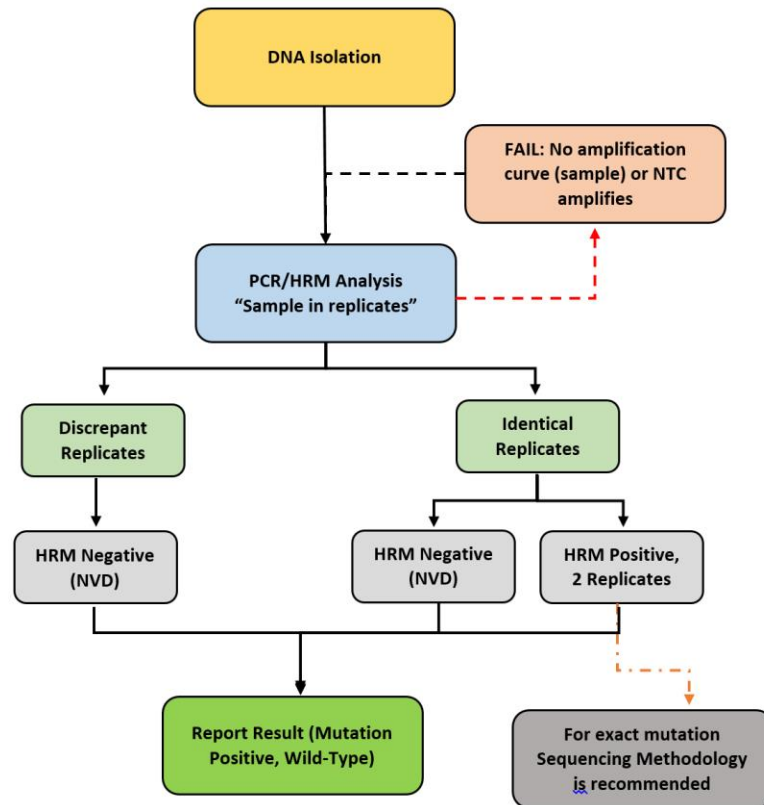 DNA Isolation
FAIL: No amplification
curve (sample) or NTC
amplifies
PCR/HRM Analysis
“Sample in replicates”
Discrepant
Replicates
Identical
Replicates
HRM Negative
(NVD)
HRM Negative
(NVD)
HRM Positive,
2 Replicates
Report Result (Mutation
Positive, Wild-Type)
For exact mutation
Sequencing Methodology
is recommended